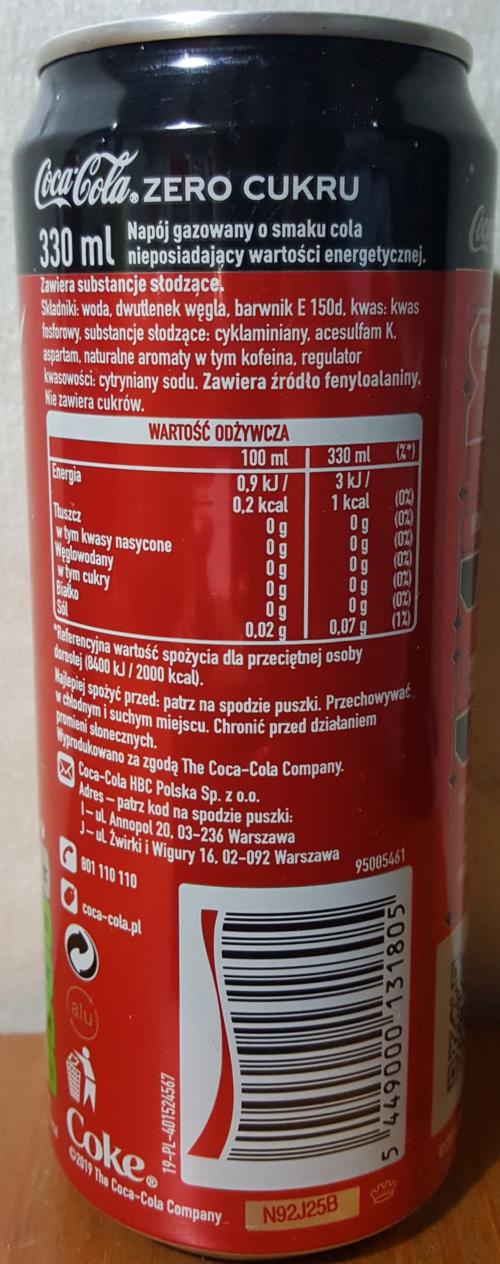 Coca-Cola ® ZERO CUKRU
330 ml Napój gazowany o smaku cola
nieposiadający wartości energetycznej.
Zawiera substancje słodzące.
Składniki: woda, dwutlenek węgla, barwnik E 150d, kwas: kwas
fosforowy, substancje słodzące: cyklaminiany, acesulfam K,
aspartam, naturalne aromaty w tym kofeina, regulator
kwasowości: cytryniany sodu. Zawiera źródło fenyloalaniny.
Nie zawiera cukrów.
WARTOŚĆ ODŻYWCZA
100 ml 330 ml (%*)
Energia 0,9 kJ / 3 kJ /
0,2 kcal 1 kcal (0%)
Tłuszcz 0 g 0 g (0%)
w tym kwasy nasycone 0 g 0 g (0%)
Węglowodany 0 g 0 g (0%)
w tym cukry 0 g 0 g (0%)
Białko 0 g 0 g (0%)
Sól 0,02 g 0,07 g (1%)
*Referencyjna wartość spożycia dla przeciętnej osoby
dorosłej (8400 kJ / 2000 kcal).
Najlepiej spożyć przed: patrz na spodzie puszki. Przechowywać
w chłodnym i suchym miejscu. Chronić przed działaniem
promieni słonecznych.
Wyprodukowano za zgodą The Coca-Cola Company.
Coca-Cola HBC Polska Sp. z o.o.
Adres – patrz kod na spodzie puszki:
I – ul. Annopol 20, 03-236 Warszawa
J – ul. Żwirki i Wigury 16, 02-092 Warszawa
801 110 110
95005461
coca-cola.pl
alu
5 449000 131805
19-PL-401524567
Coke®
©2019 The Coca-Cola Company
N92J25B